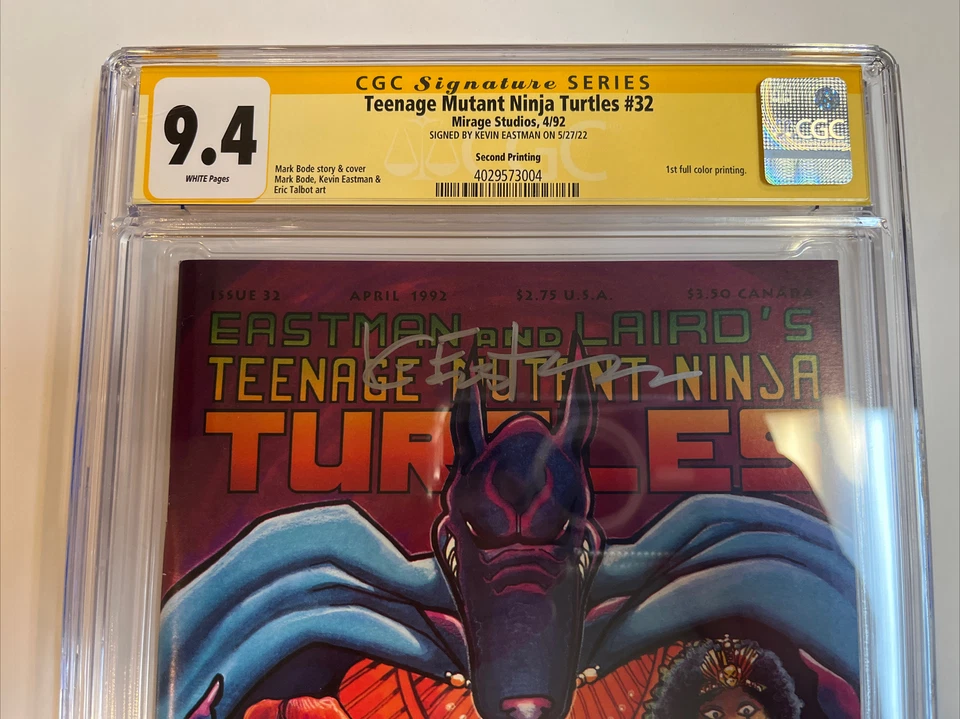 CGC Signature SERIES
Teenage Mutant Ninja Turtles #32
Mirage Studios, 4/92
SIGNED BY KEVIN EASTMAN ON 5/27/22
9.4
WHITE Pages
Second Printing
Mark Bode story & cover
Mark Bode, Kevin Eastman &
Eric Talbot art
4029573004
1st full color printing.
CGC
CGC
ISSUE 32 APRIL 1992 $2.75 U.S.A. $3.50 CANADA
EASTMAN AND LAIRD'S
TEENAGE MUTANT NINJA
TURTLES
K Eastman